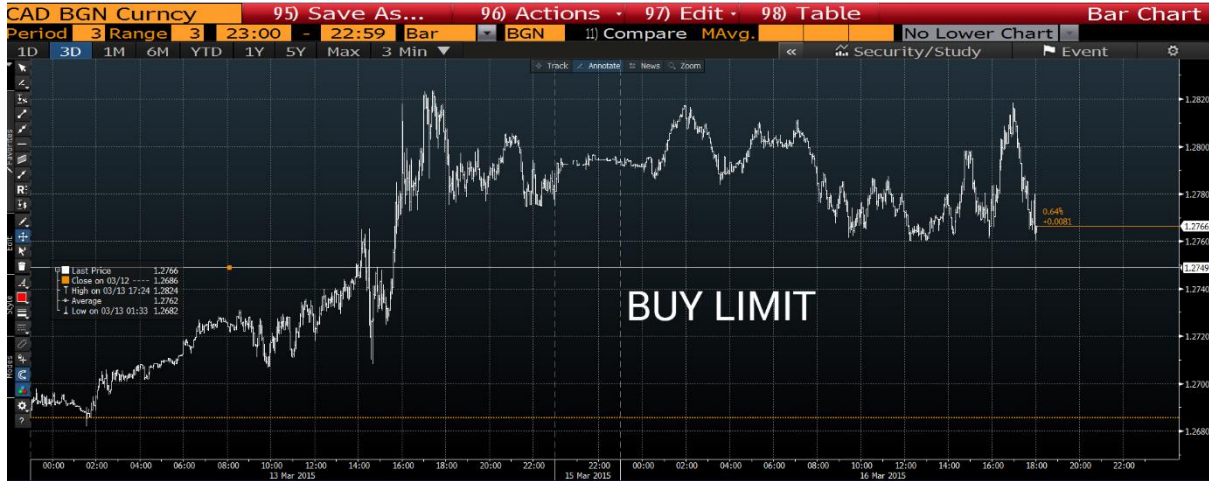 CAD BGN Curncy 95) Save As... 96) Actions 97) Edit 98) Table Bar Chart
Period 3 Range 3 23:00 - 22:59 Bar BGN 11) Compare MAvg. No Lower Chart
1D 3D 1M 6M YTD 1Y 5Y Max 3 Min ▼ « Security/Study Event
Track Annotate News Zoom
Favorites
Edit
Style
Modes
1.2820
1.2800
1.2780
0.64%
+0.0081
1.2766
1.2760
1.2749
1.2740
1.2720
1.2700
1.2680
Last Price 1.2766
Close on 03/12 ---- 1.2686
High on 03/13 17:24 1.2824
Average 1.2762
Low on 03/13 01:33 1.2682
BUY LIMIT
00:00 02:00 04:00 06:00 08:00 10:00 12:00 14:00 16:00 18:00 20:00 22:00 22:00 00:00 02:00 04:00 06:00 08:00 10:00 12:00 14:00 16:00 18:00 20:00 22:00
13 Mar 2015 15 Mar 2015 16 Mar 2015